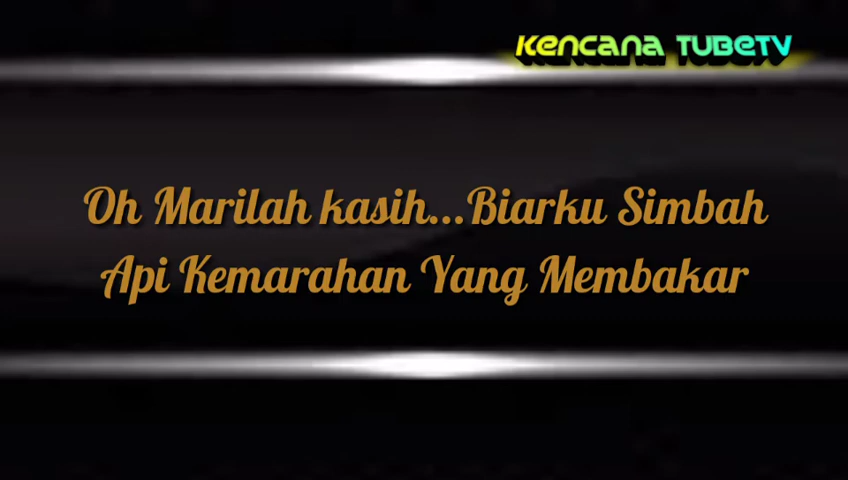 Kencana TubeTV
Oh Marilah kasih...Biarku Simbah
Api Kemarahan Yang Membakar